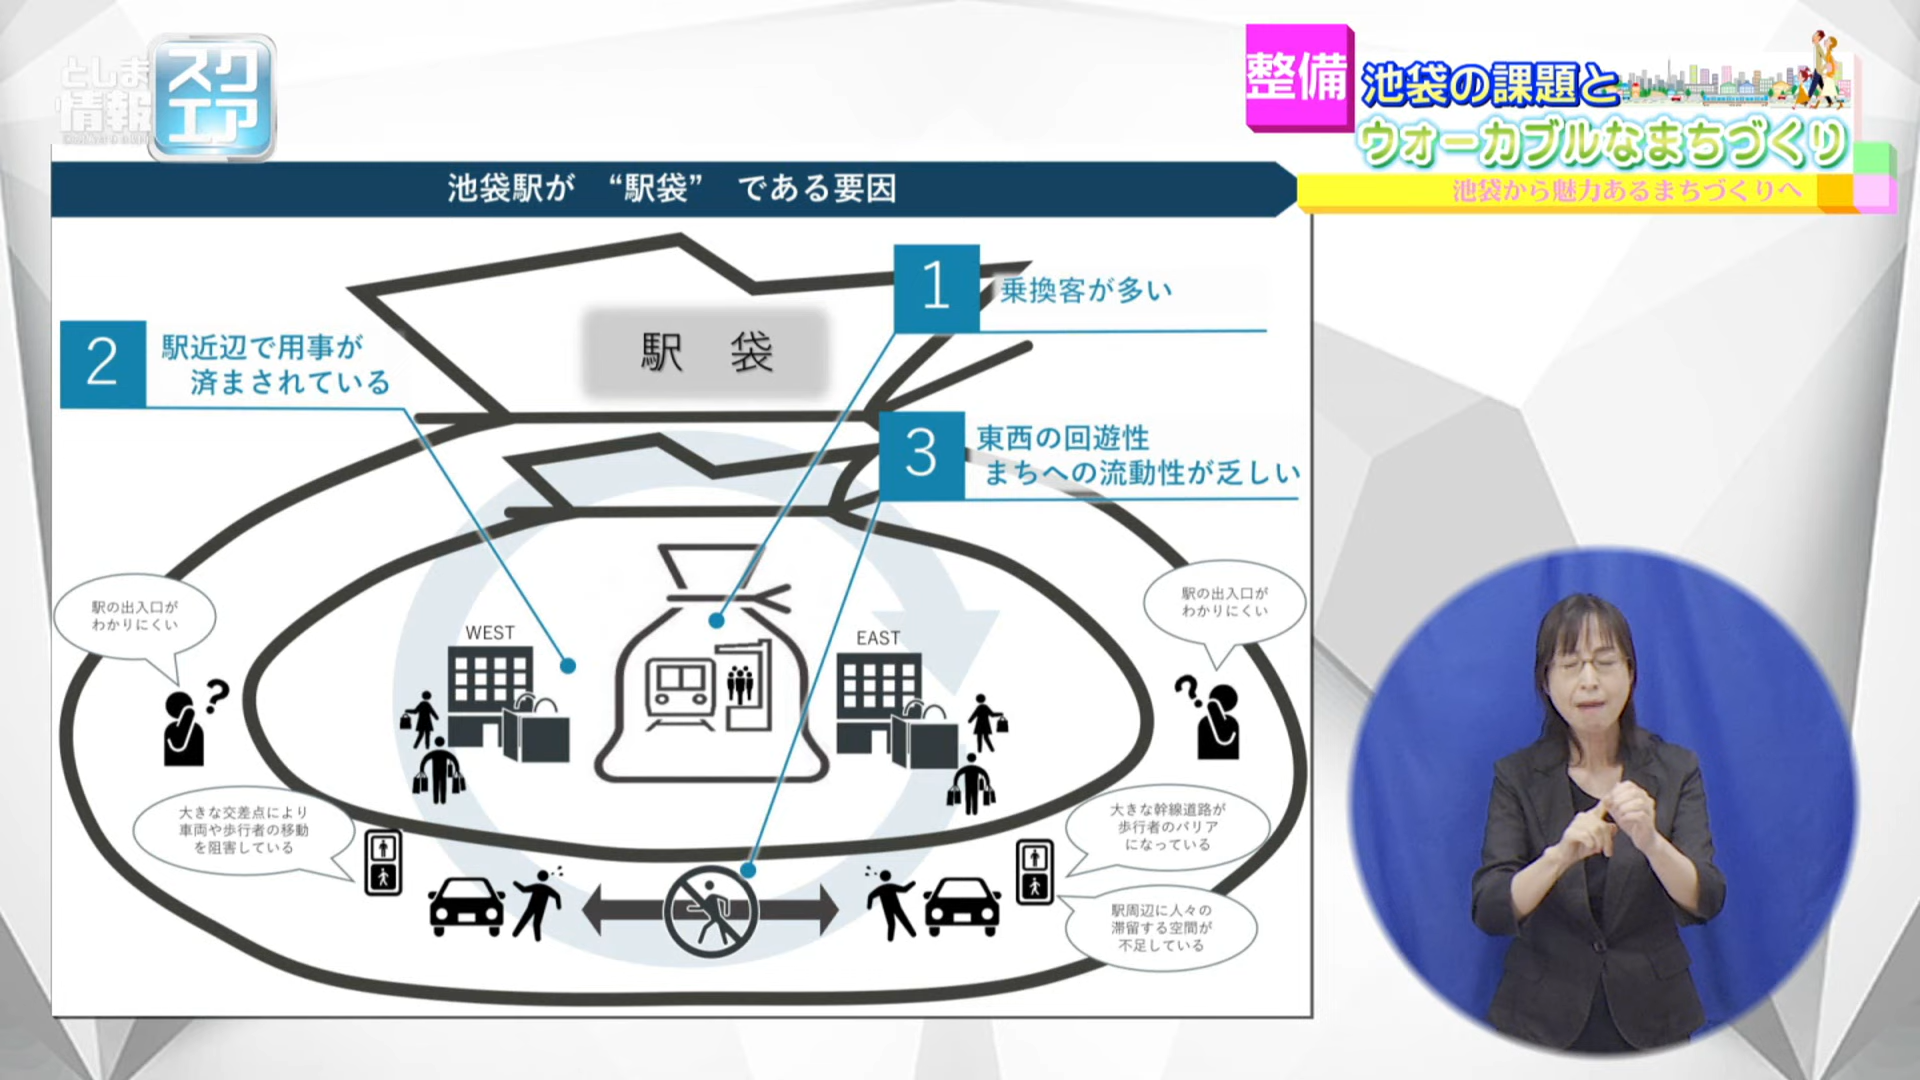 としま
情報
スク
エア
整備
池袋の課題と
ウォーカブルなまちづくり
池袋から魅力あるまちづくりへ
池袋駅が “駅袋” である要因
1
乗換客が多い
2
駅近辺で用事が
済まされている
駅 袋
3
東西の回遊性
まちへの流動性が乏しい
駅の出入口が
わかりにくい
?
WEST
EAST
駅の出入口が
わかりにくい
?
大きな交差点により
車両や歩行者の移動
を阻害している
大きな幹線道路が
歩行者のバリア
になっている
駅周辺に人々の
滞留する空間が
不足している